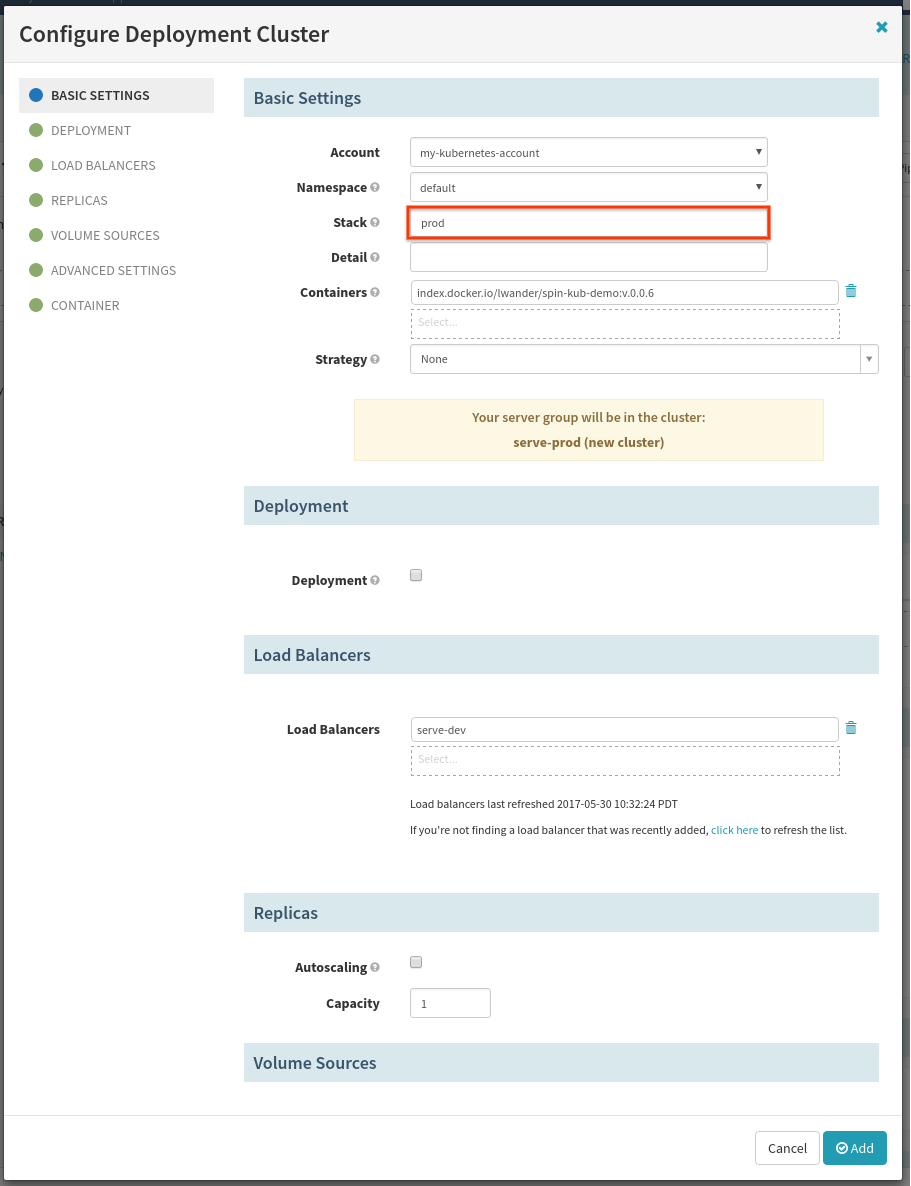 Configure Deployment Cluster
BASIC SETTINGS
DEPLOYMENT
LOAD BALANCERS
REPLICAS
VOLUME SOURCES
ADVANCED SETTINGS
CONTAINER
Basic Settings
Account my-kubernetes-account
Namespace default
Stack prod
Detail
Containers index.docker.io/lwander/spin-kub-demo:v.0.0.6
Select...
Strategy None
Your server group will be in the cluster:
serve-prod (new cluster)
Deployment
Deployment
Load Balancers
Load Balancers serve-dev
Select...
Load balancers last refreshed 2017-05-30 10:32:24 PDT
If you're not finding a load balancer that was recently added, click here to refresh the list.
Replicas
Autoscaling
Capacity 1
Volume Sources
Cancel Add